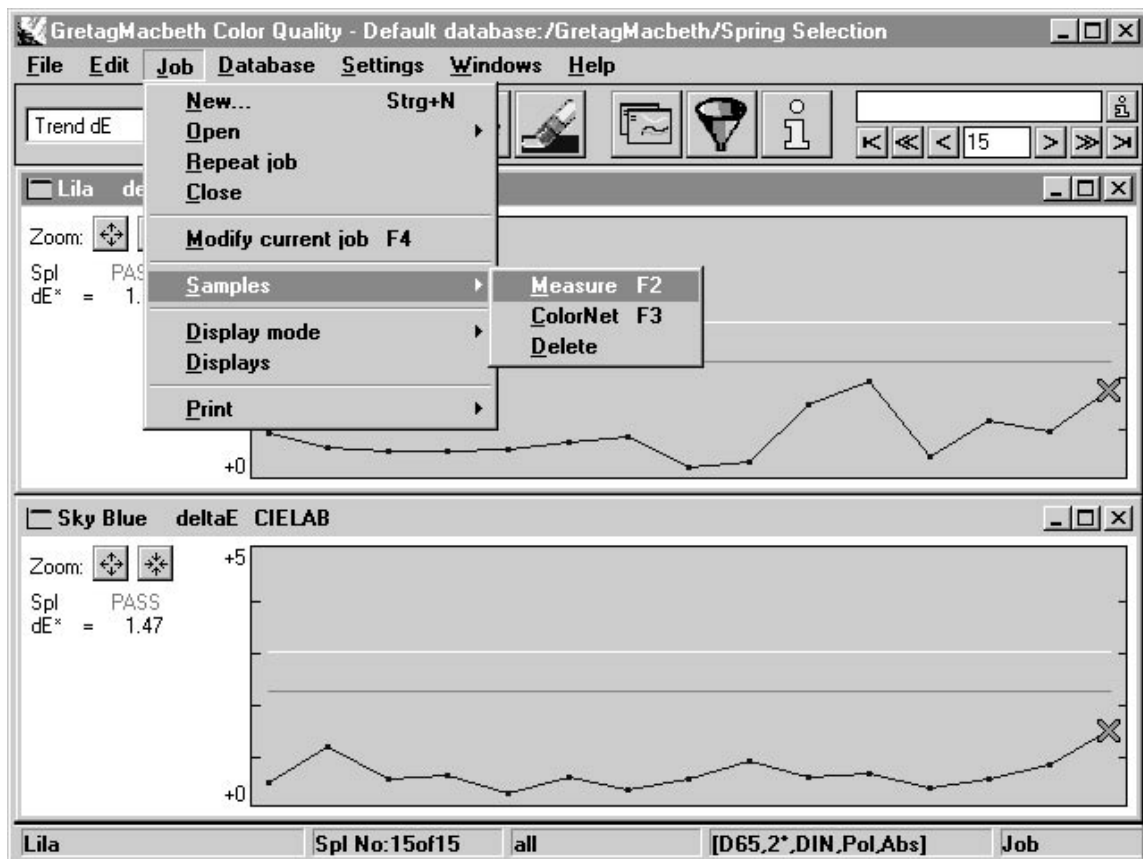 GretagMacbeth Color Quality - Default database:/GretagMacbeth/Spring Selection
File Edit Job Database Settings Windows Help
Trend dE
15
New... Strg+N
Open
Repeat job
Close
Modify current job F4
Samples
Display mode
Displays
Print
Measure F2
ColorNet F3
Delete
Lila de
Zoom:
Spl PAS
dE* = 1.
+0
Sky Blue deltaE CIELAB
Zoom:
+5
Spl PASS
dE* = 1.47
+0
Lila Spl No:15of15 all [D65,2°,DIN,Pol,Abs] Job